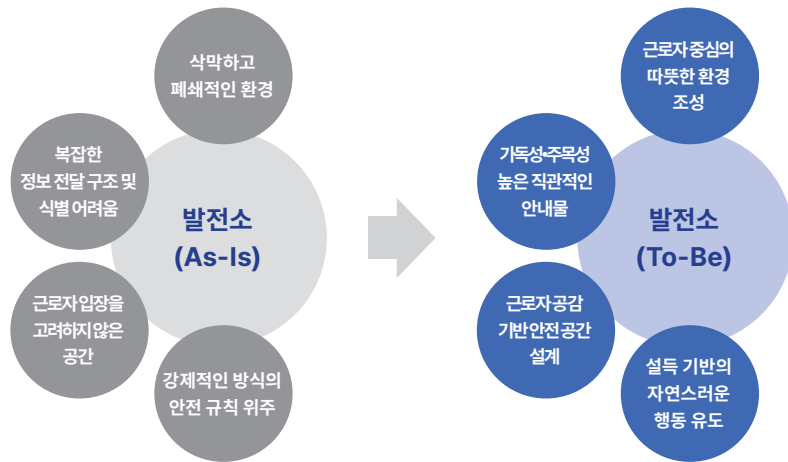 삭막하고
폐쇄적인 환경
복잡한
정보 전달 구조 및
식별 어려움
발전소
(As-Is)
근로자 입장을
고려하지 않은
공간
강제적인 방식의
안전 규칙 위주
근로자 중심의
따뜻한 환경
조성
가독성•주목성
높은 직관적인
안내물
발전소
(To-Be)
근로자 공감
기반 안전 공간
설계
설득 기반의
자연스러운
행동 유도